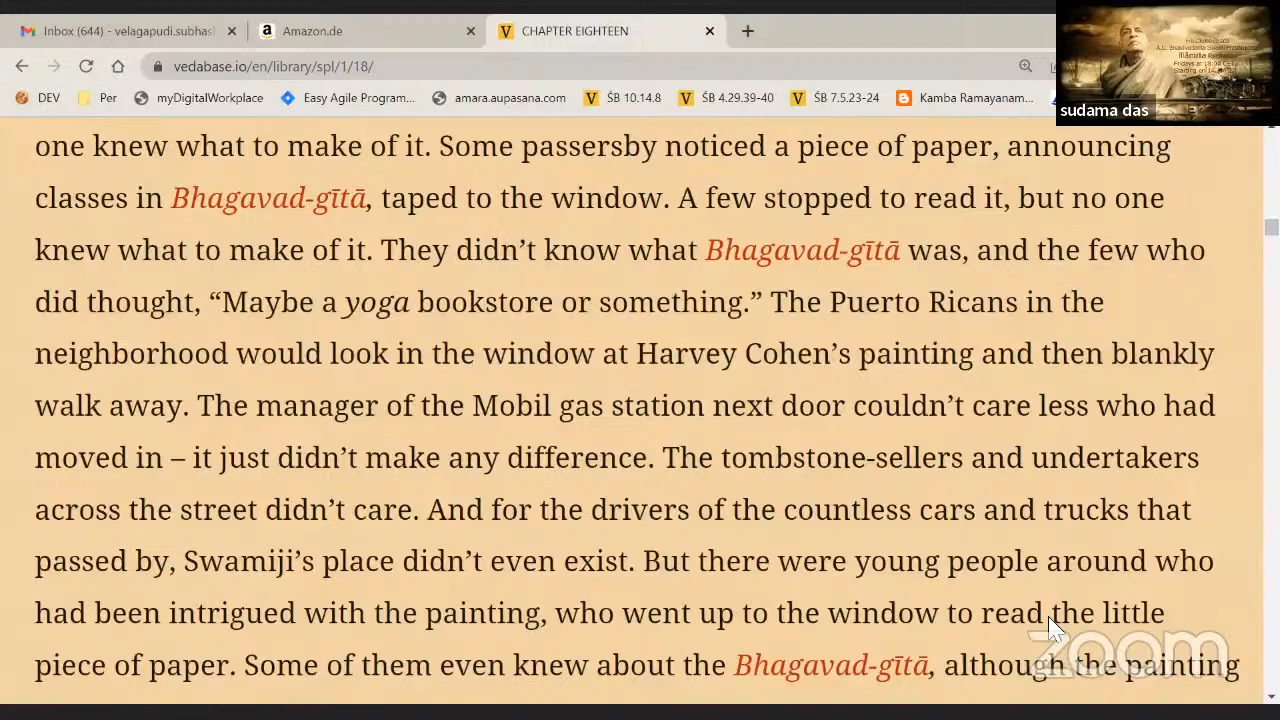 Inbox (644) - velagapudi.subhas
Amazon.de
CHAPTER EIGHTEEN
vedabase.io/en/library/spl/1/18/
DEV
Per
myDigitalWorkplace
Easy Agile Program...
amara.aupasana.co
ŚB 10.14.8
ŚB 4.29.39-40
ŚB 7.5.23-24
Kamba Ramayanam...
His Divine Grace
A.C. Bhaktivedanta Swami Prabhupada
Fridays at
sudama das
one knew what to make of it. Some passersby noticed a piece of paper, announcing
classes in Bhagavad-gītā, taped to the window. A few stopped to read it, but no one
knew what to make of it. They didn’t know what Bhagavad-gītā was, and the few who
did thought, “Maybe a yoga bookstore or something.” The Puerto Ricans in the
neighborhood would look in the window at Harvey Cohen’s painting and then blankly
walk away. The manager of the Mobil gas station next door couldn’t care less who had
moved in – it just didn’t make any difference. The tombstone-sellers and undertakers
across the street didn’t care. And for the drivers of the countless cars and trucks that
passed by, Swamiji’s place didn’t even exist. But there were young people around who
had been intrigued with the painting, who went up to the window to read the little
piece of paper. Some of them even knew about the Bhagavad-gītā, although the painting
zoom